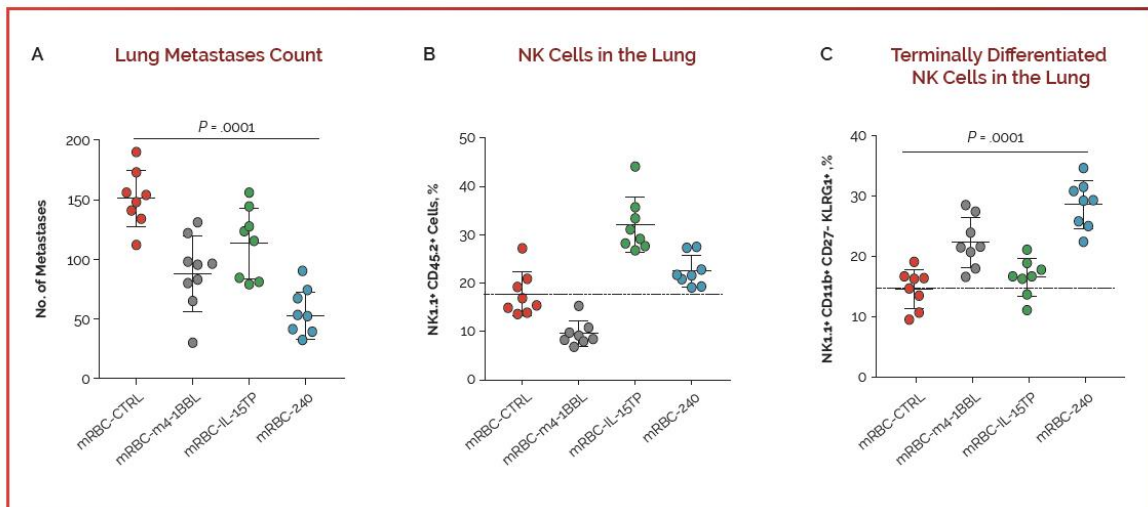 A
Lung Metastases Count
P = .0001
No. of Metastases
200
150
100
50
0
mRBC-CTRL
mRBC-m4-1BBL
mRBC-IL-15TP
mRBC-240
B
NK Cells in the Lung
NK1.1+ CD45.2+ Cells, %
50
40
30
20
10
0
mRBC-CTRL
mRBC-m4-1BBL
mRBC-IL-15TP
mRBC-240
C
Terminally Differentiated
NK Cells in the Lung
P = .0001
NK1.1+ CD11b+ CD27- KLRG1+, %
40
30
20
10
0
mRBC-CTRL
mRBC-m4-1BBL
mRBC-IL-15TP
mRBC-240